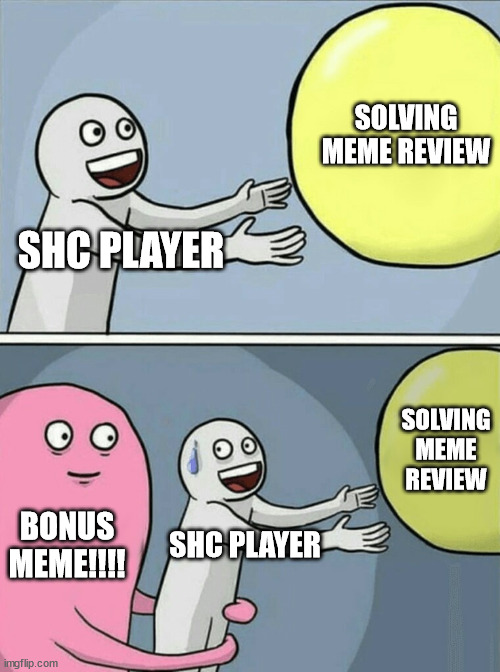 SOLVING
MEME REVIEW
SHC PLAYER
SOLVING
MEME
REVIEW
BONUS
MEME!!!!
SHC PLAYER
imgflip.com